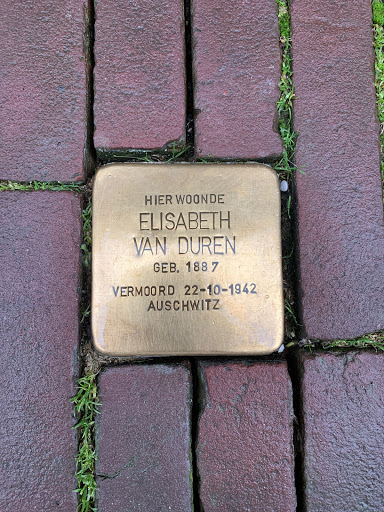 HIER WOONDE
ELISABETH
VAN DUREN
GEB. 1887
VERMOORD 22-10-1942
AUSCHWITZ